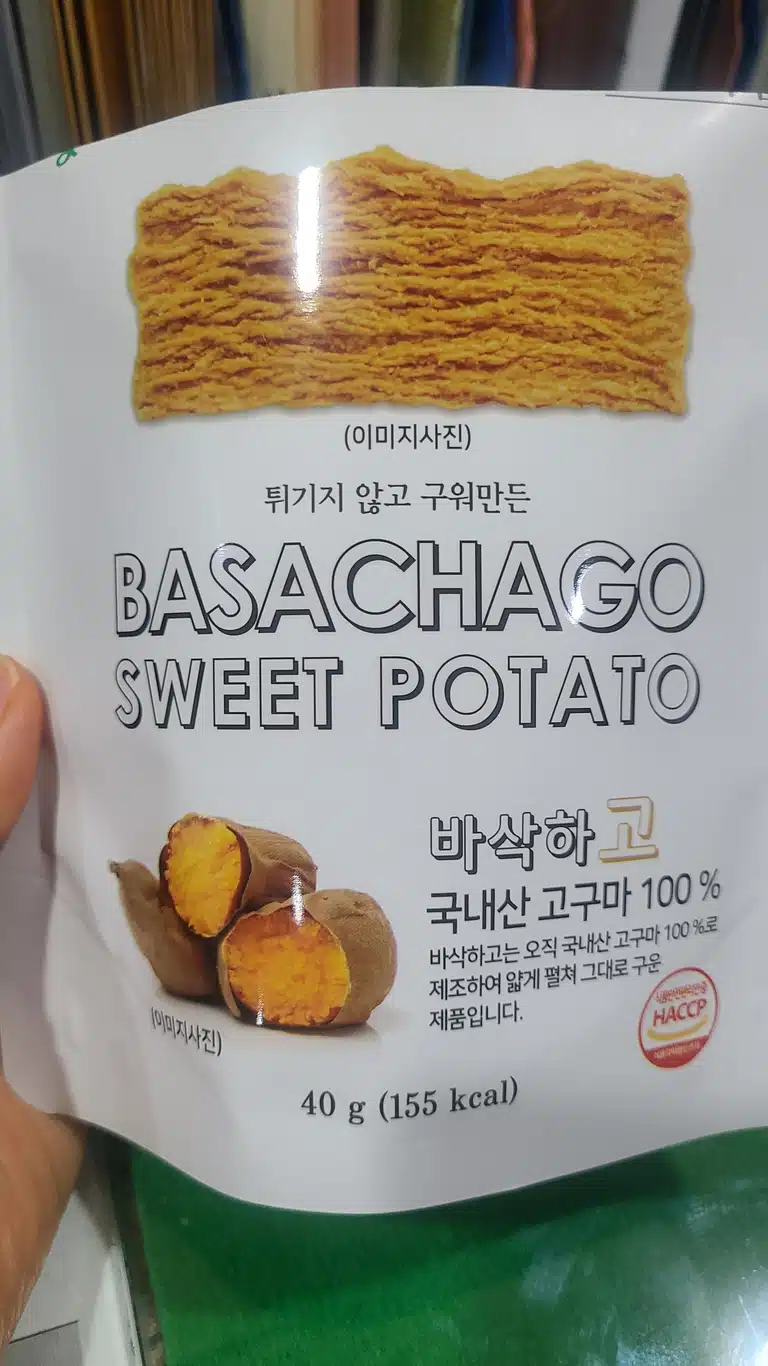 (이미지사진)
튀기지 않고 구워만든
BASACHAGO
SWEET POTATO
바삭하고
국내산 고구마 100 %
바삭하고는 오직 국내산 고구마 100 %로
제조하여 얇게 펼쳐 그대로 구운
제품입니다.
HACCP
(이미지사진)
40 g (155 kcal)